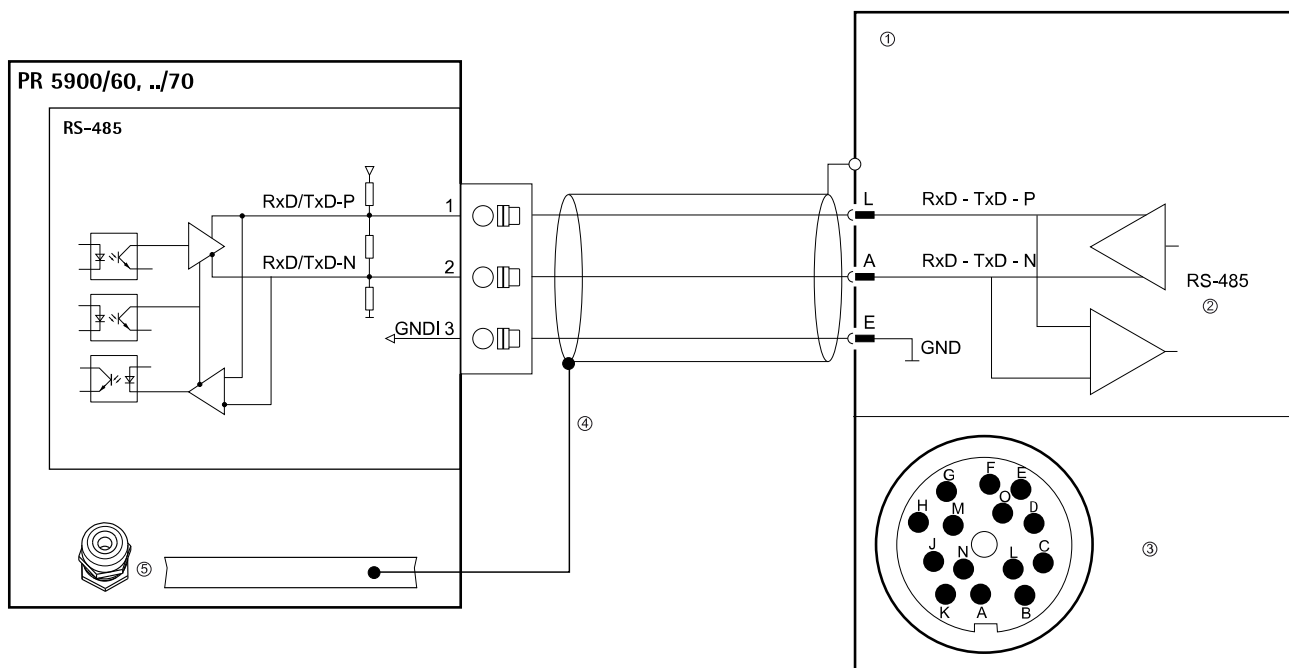 ①
PR 5900/60, ../70
RS-485
RxD/TxD-P
1
L
RxD - TxD - P
RxD/TxD-N
2
A
RxD - TxD - N
RS-485
②
GNDI 3
E
GND
④
G
F
E
H
M
O
D
③
J
N
L
C
K
A
B
⑤